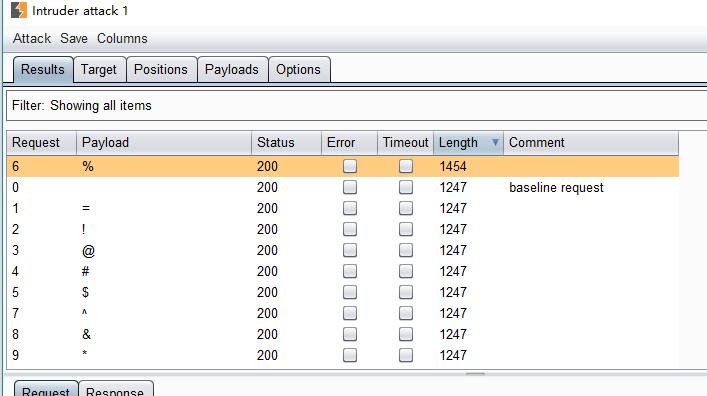 Intruder attack 1
Attack Save Columns
Results Target Positions Payloads Options
Filter: Showing all items
Request Payload Status Error Timeout Length Comment
6 % 200 1454
0 200 1247 baseline request
1 = 200 1247
2 ! 200 1247
3 @ 200 1247
4 # 200 1247
5 $ 200 1247
7 ^ 200 1247
8 & 200 1247
9 * 200 1247
Request Response